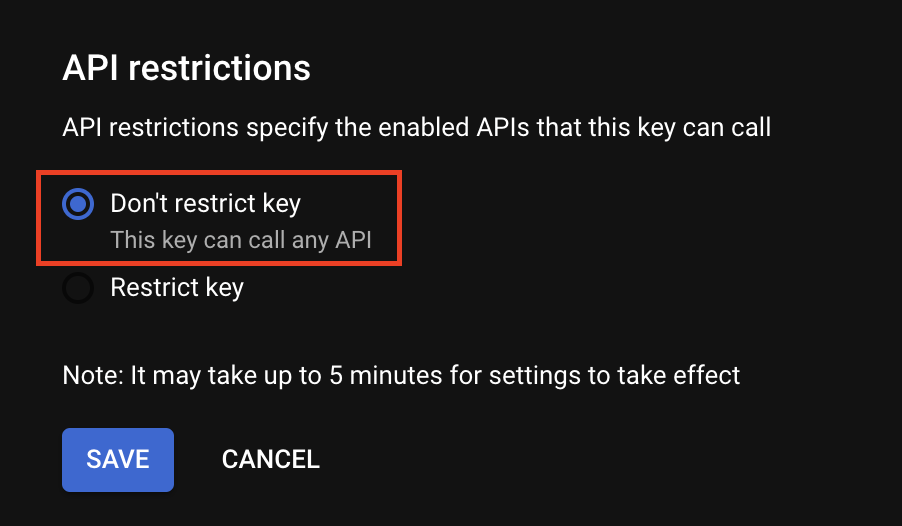 API restrictions
API restrictions specify the enabled APIs that this key can call
Don't restrict key
This key can call any API
Restrict key
Note: It may take up to 5 minutes for settings to take effect
SAVE CANCEL